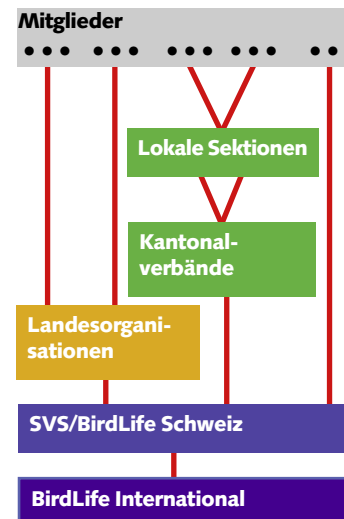 Mitglieder
Lokale Sektionen
Kantonal-
verbände
Landesorgani-
sationen
SVS/BirdLife Schweiz
BirdLife International